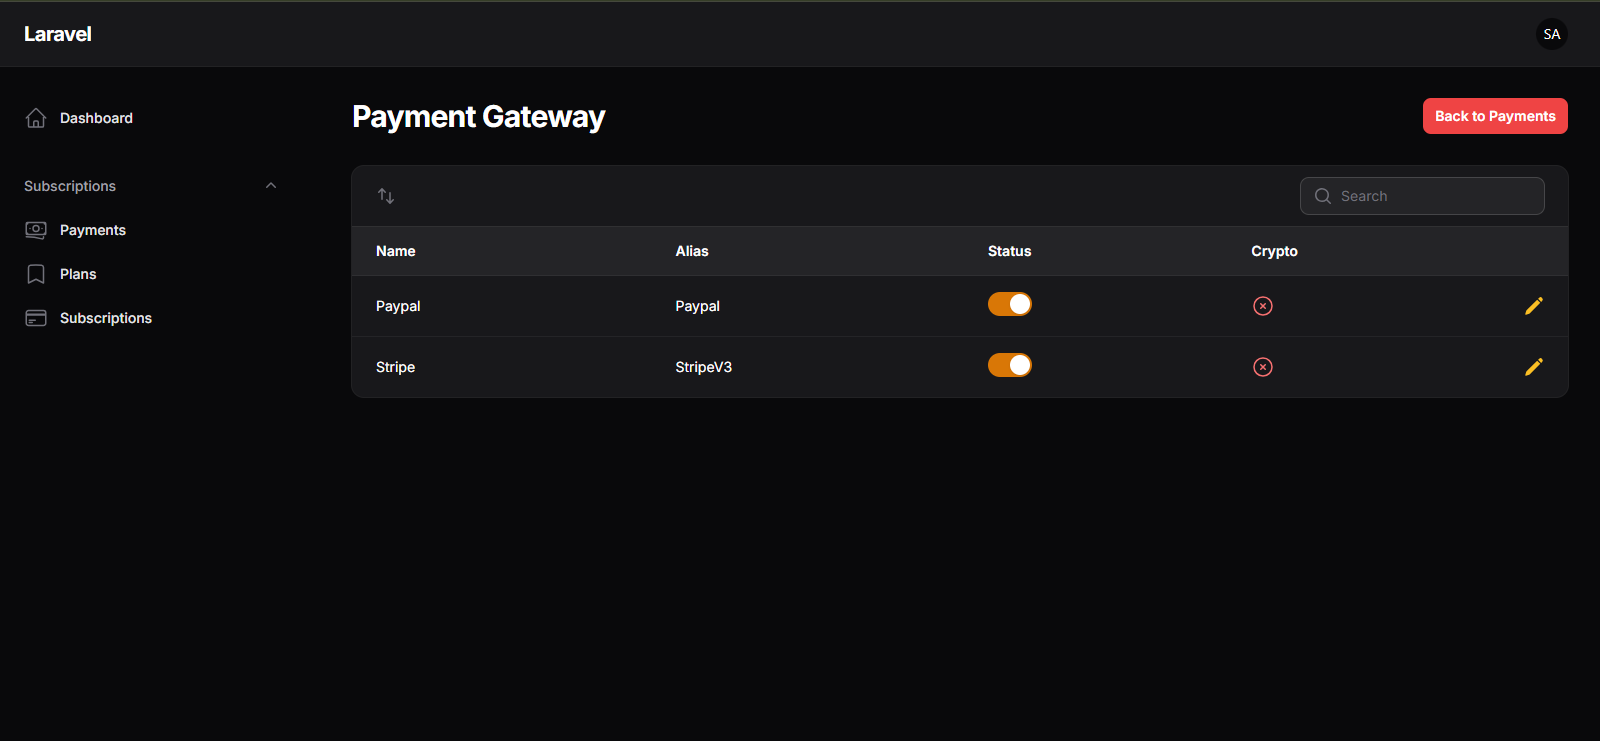 Laravel
SA
Dashboard
Subscriptions
Payments
Plans
Subscriptions
Payment Gateway
Back to Payments
Search
Name Alias Status Crypto
Paypal Paypal
Stripe StripeV3